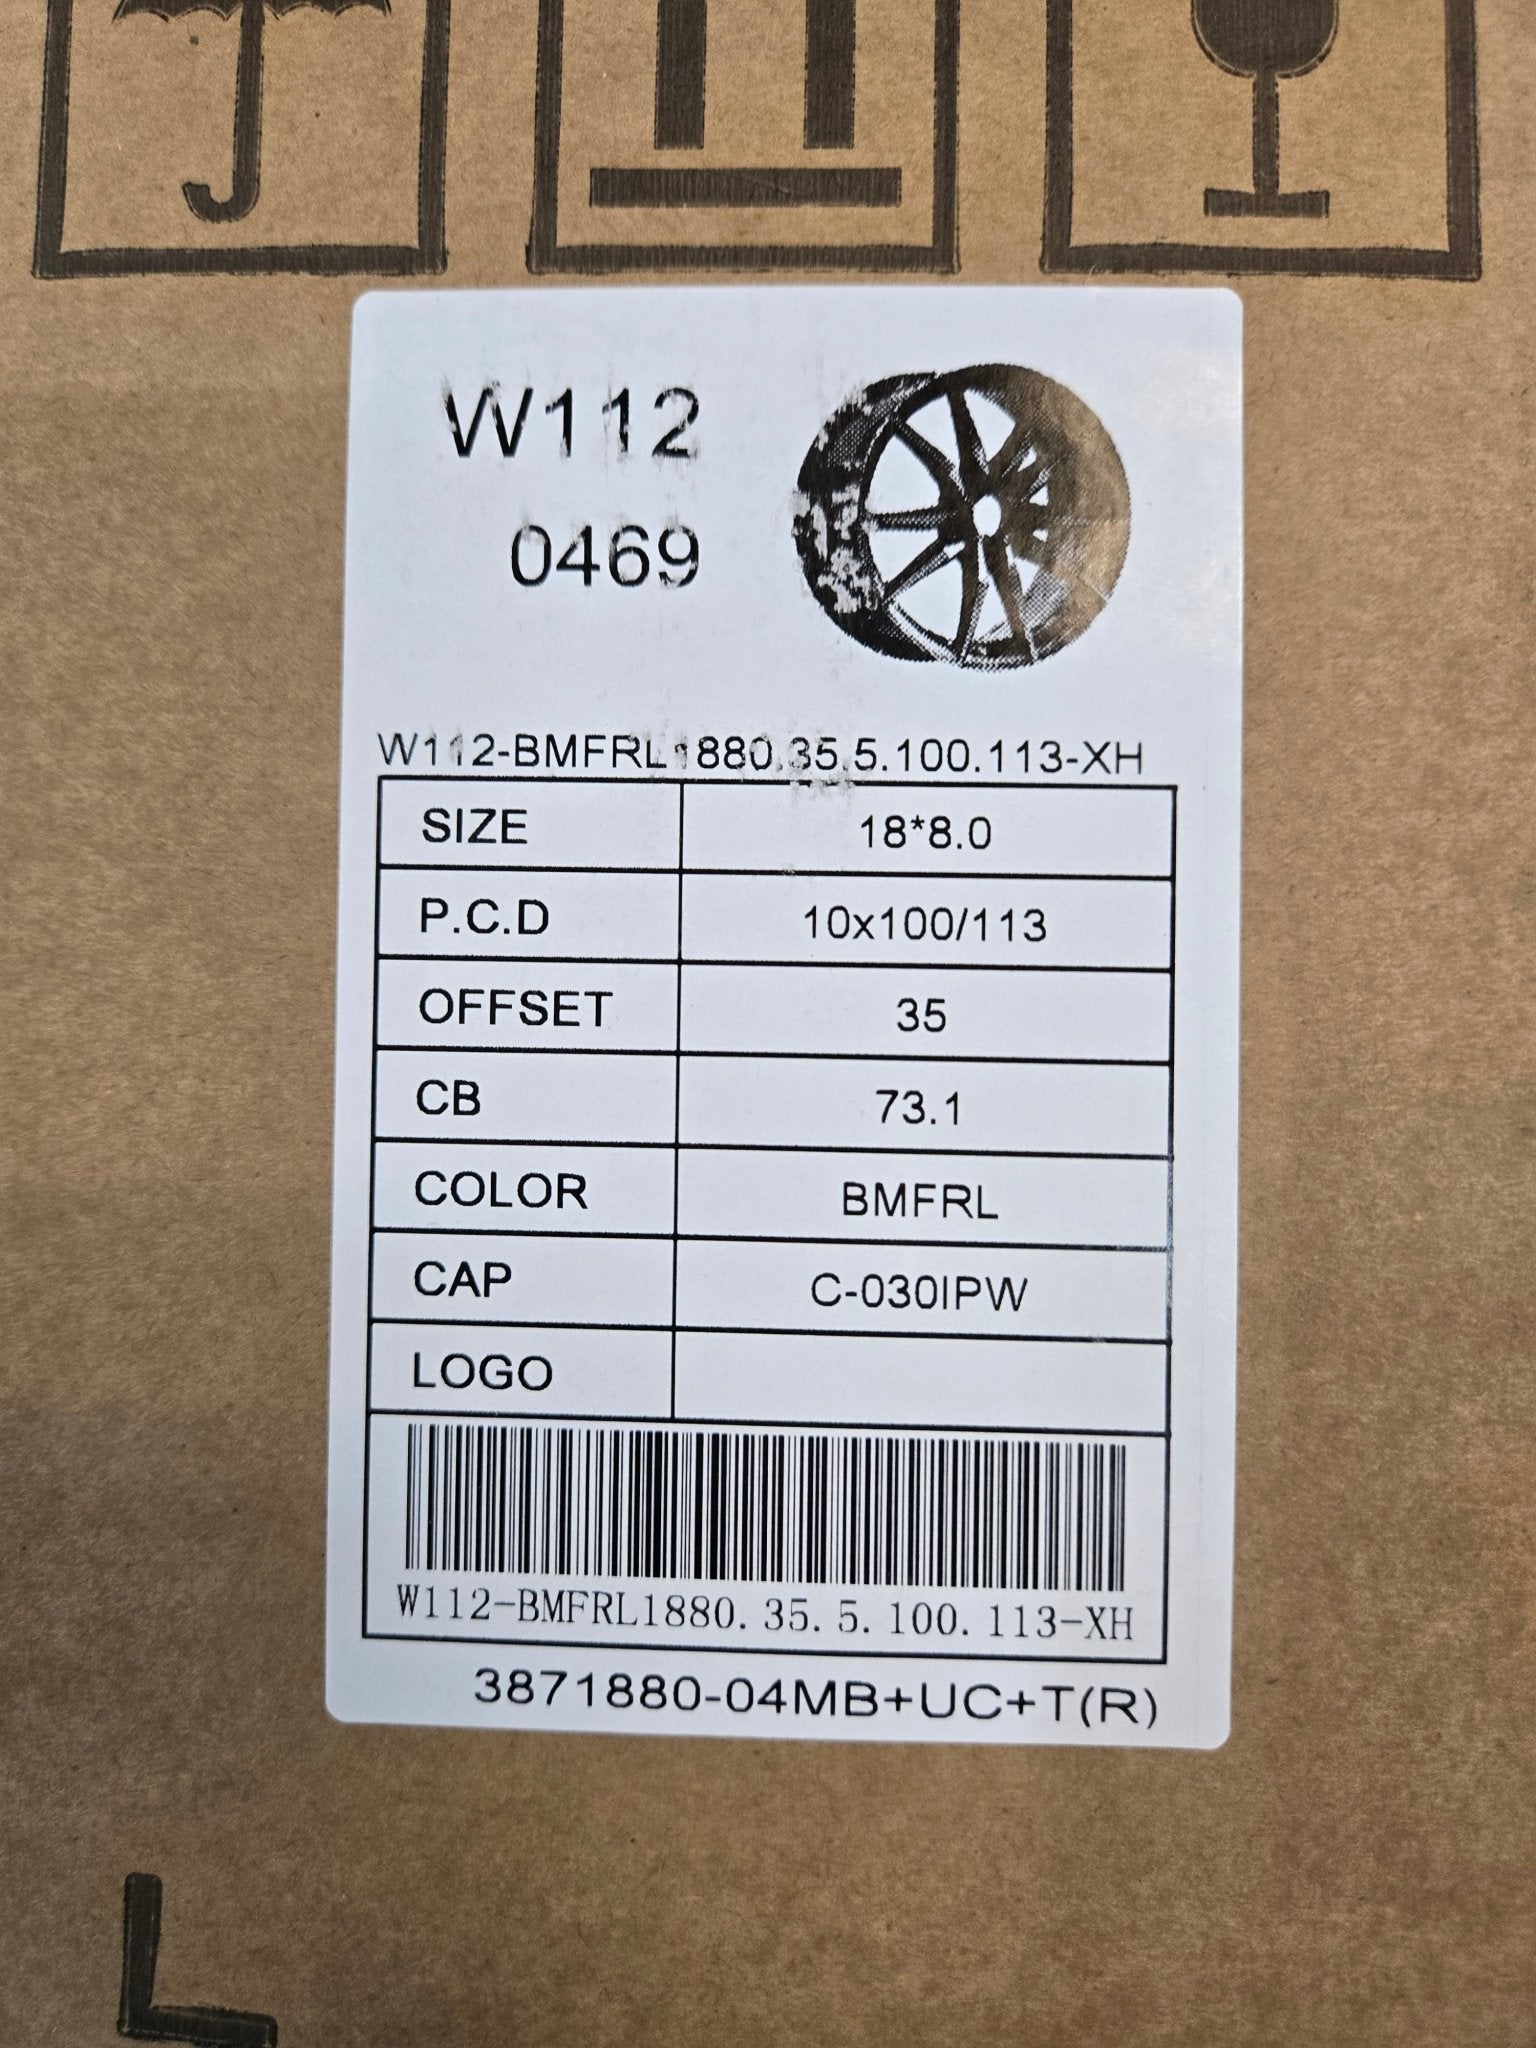 W112
0469
W112-BMFRL1880.35.5.100.113-XH
SIZE 18*8.0
P.C.D 10x100/113
OFFSET 35
CB 73.1
COLOR BMFRL
CAP C-030IPW
LOGO
W112-BMFRL1880.35.5.100.113-XH
3871880-04MB+UC+T(R)
L